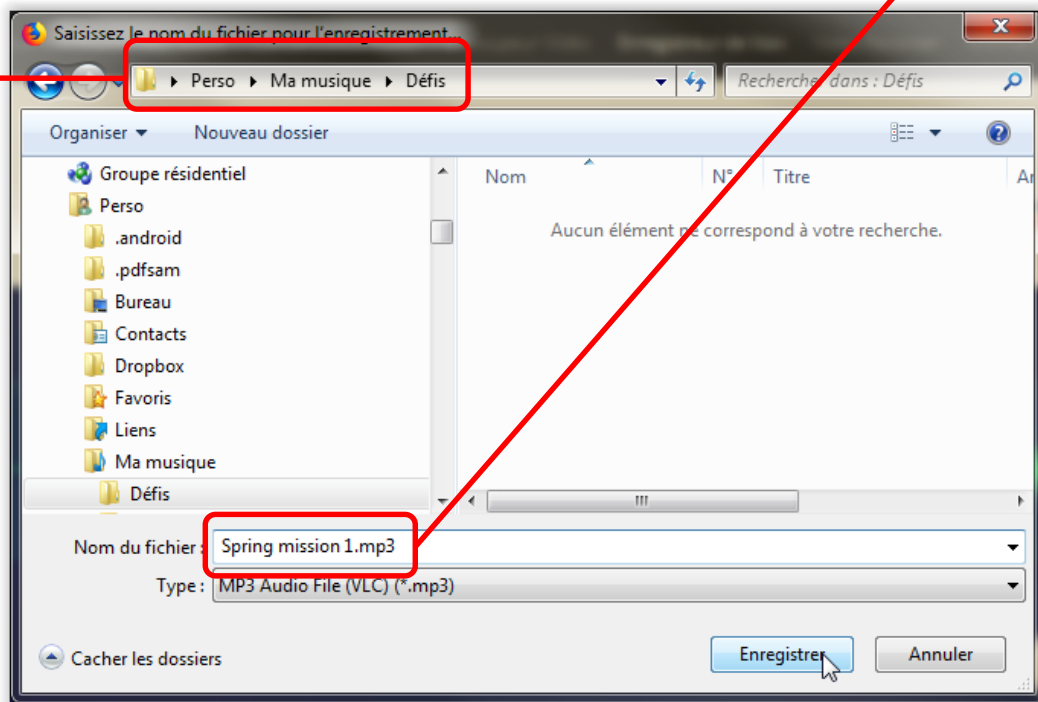 Saisissez le nom du fichier pour l'enregistrement...
Perso Ma musique Défis
Rechercher dans : Défis
Organiser Nouveau dossier
Groupe résidentiel
Perso
.android
.pdfsam
Bureau
Contacts
Dropbox
Favoris
Liens
Ma musique
Défis
Nom N° Titre Ar
Aucun élément ne correspond à votre recherche.
Nom du fichier : Spring mission 1.mp3
Type : MP3 Audio File (VLC) (*.mp3)
Cacher les dossiers
Enregistrer Annuler